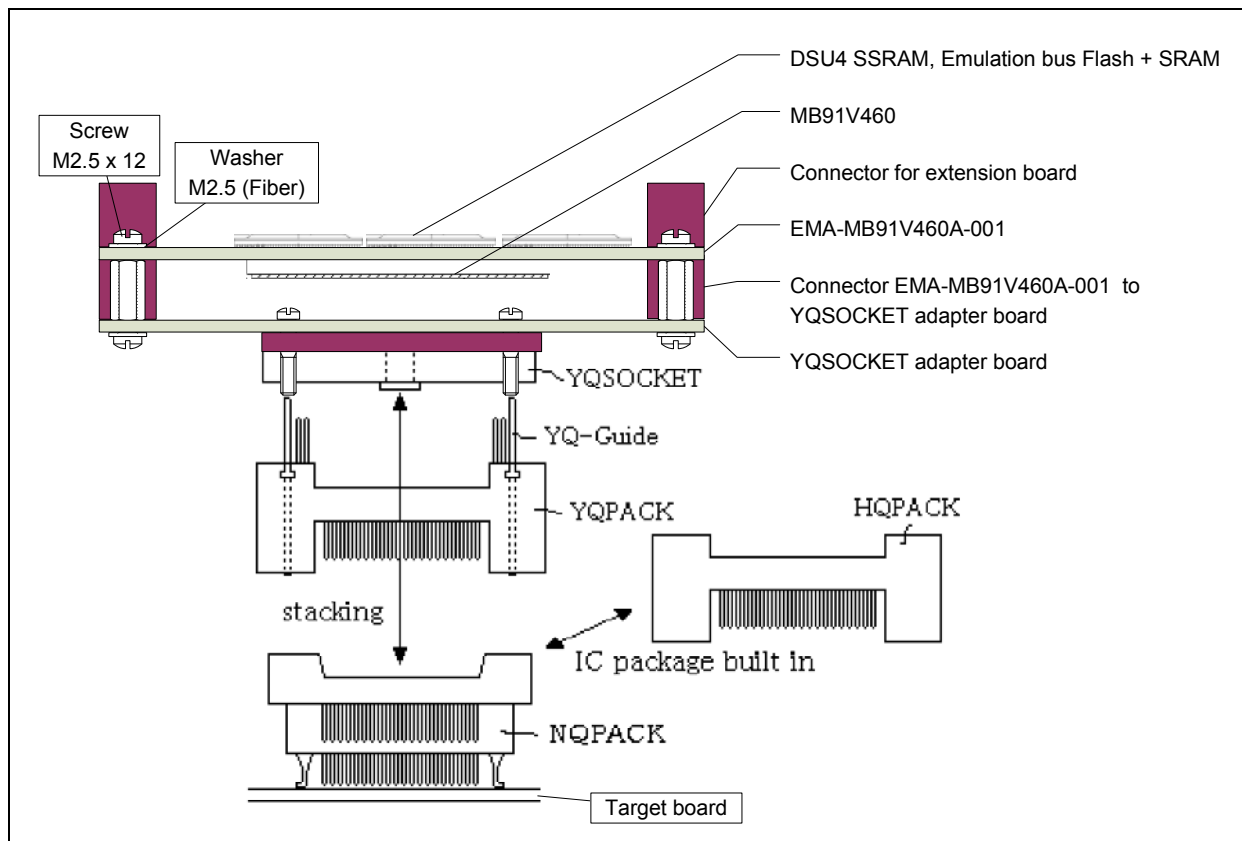 DSU4 SSRAM, Emulation bus Flash + SRAM
MB91V460
Screw
M2.5 x 12
Washer
M2.5 (Fiber)
Connector for extension board
EMA-MB91V460A-001
Connector EMA-MB91V460A-001 to
YQSOCKET adapter board
YQSOCKET adapter board
YQSOCKET
YQ-Guide
YQPACK
HQPACK
stacking
IC package built in
NQPACK
Target board